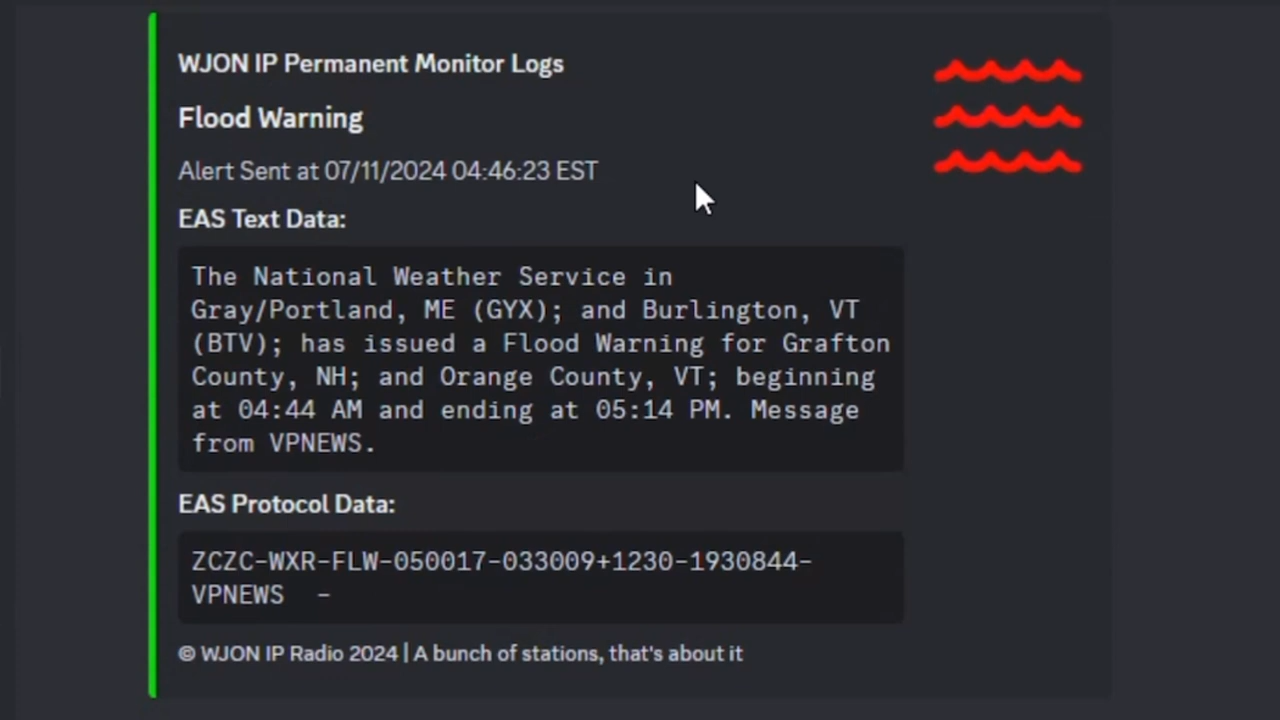 WJON IP Permanent Monitor Logs
Flood Warning
Alert Sent at 07/11/2024 04:46:23 EST
EAS Text Data:
The National Weather Service in
Gray/Portland, ME (GYX); and Burlington, VT
(BTV); has issued a Flood Warning for Grafton
County, NH; and Orange County, VT; beginning
at 04:44 AM and ending at 05:14 PM. Message
from VPNEWS.
EAS Protocol Data:
ZCZC-WXR-FLW-050017-033009+1230-1930844-
VPNEWS  -
© WJON IP Radio 2024 | A bunch of stations, that's about it